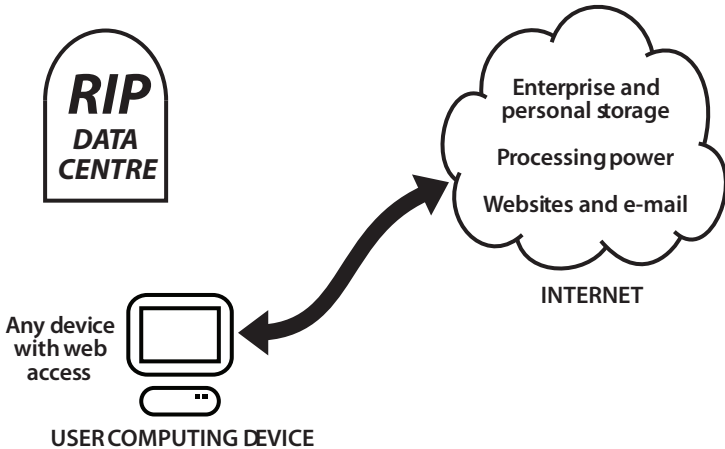 RIP
DATA
CENTRE
Enterprise and
personal storage
Processing power
Websites and e-mail
INTERNET
Any device
with web
access
USER COMPUTING DEVICE